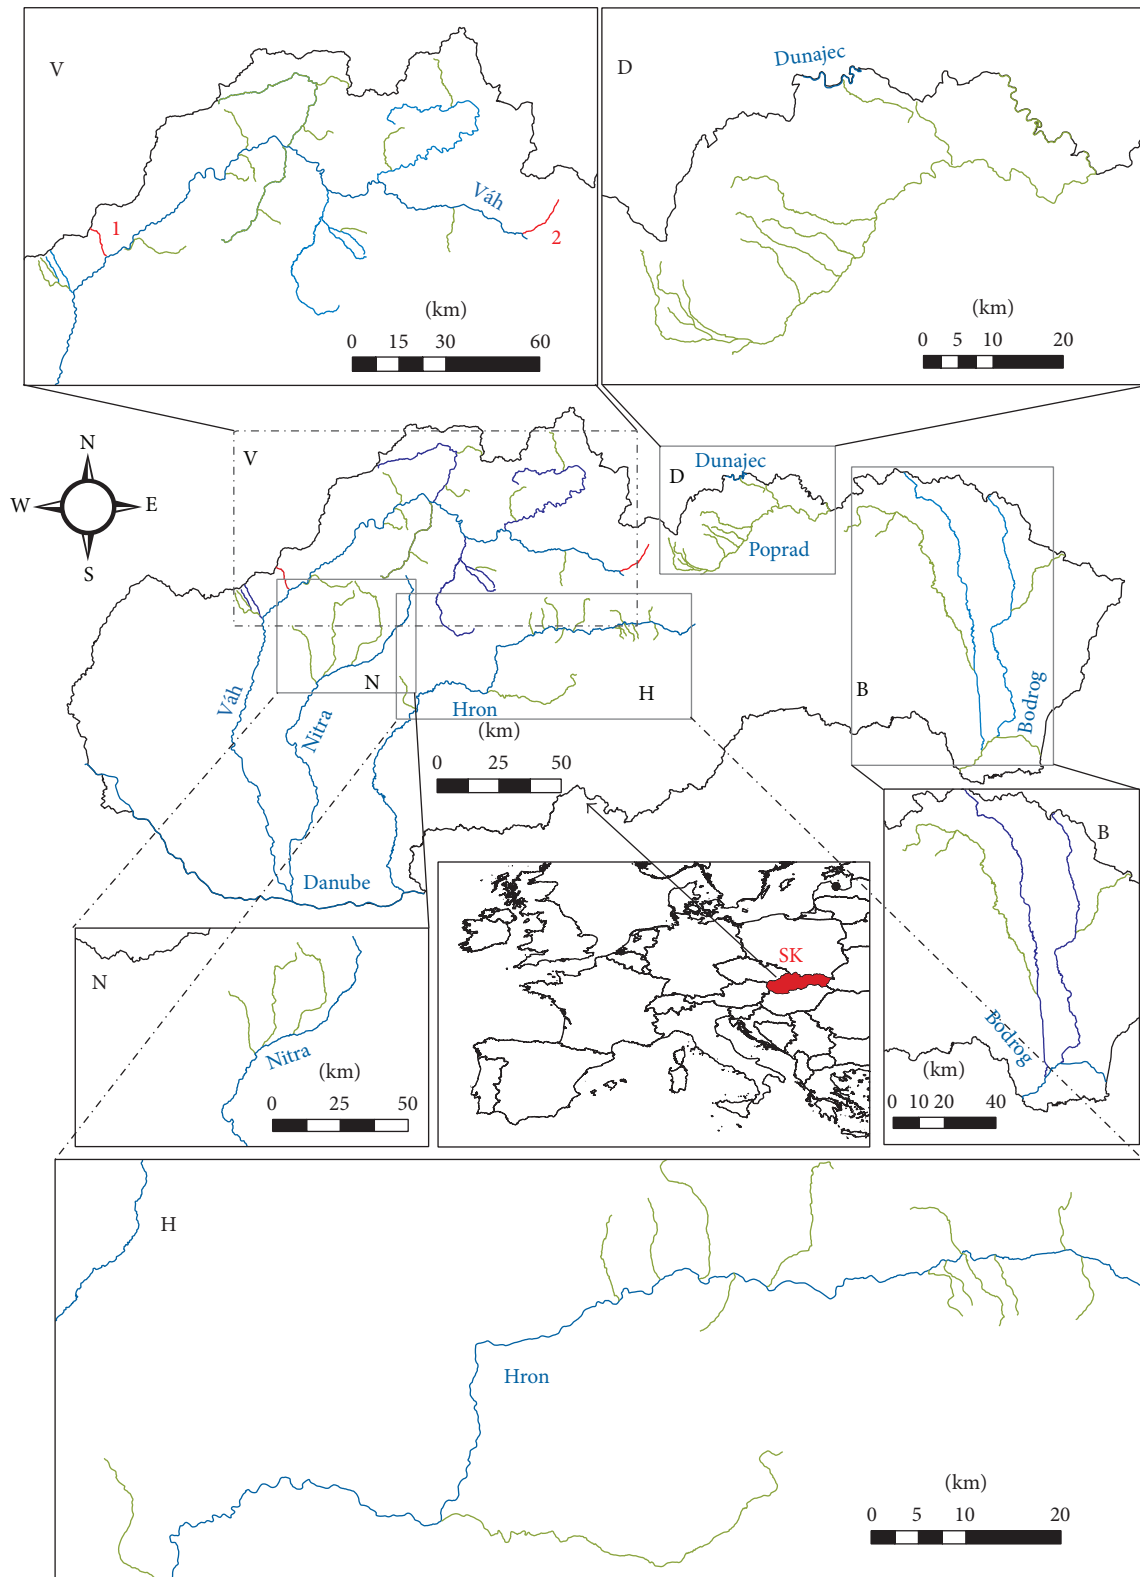 V
1
Váh
2
(km)
0 15 30 60
D
Dunajec
(km)
0 5 10 20
N
W E
S
V
Dunajec
D
Poprad
B
Bodrog
Váh
N
Nitra
H
Hron
(km)
0 25 50
Danube
N
Nitra
(km)
0 25 50
SK
B
Bodrog
(km)
0 10 20 40
H
Hron
(km)
0 5 10 20